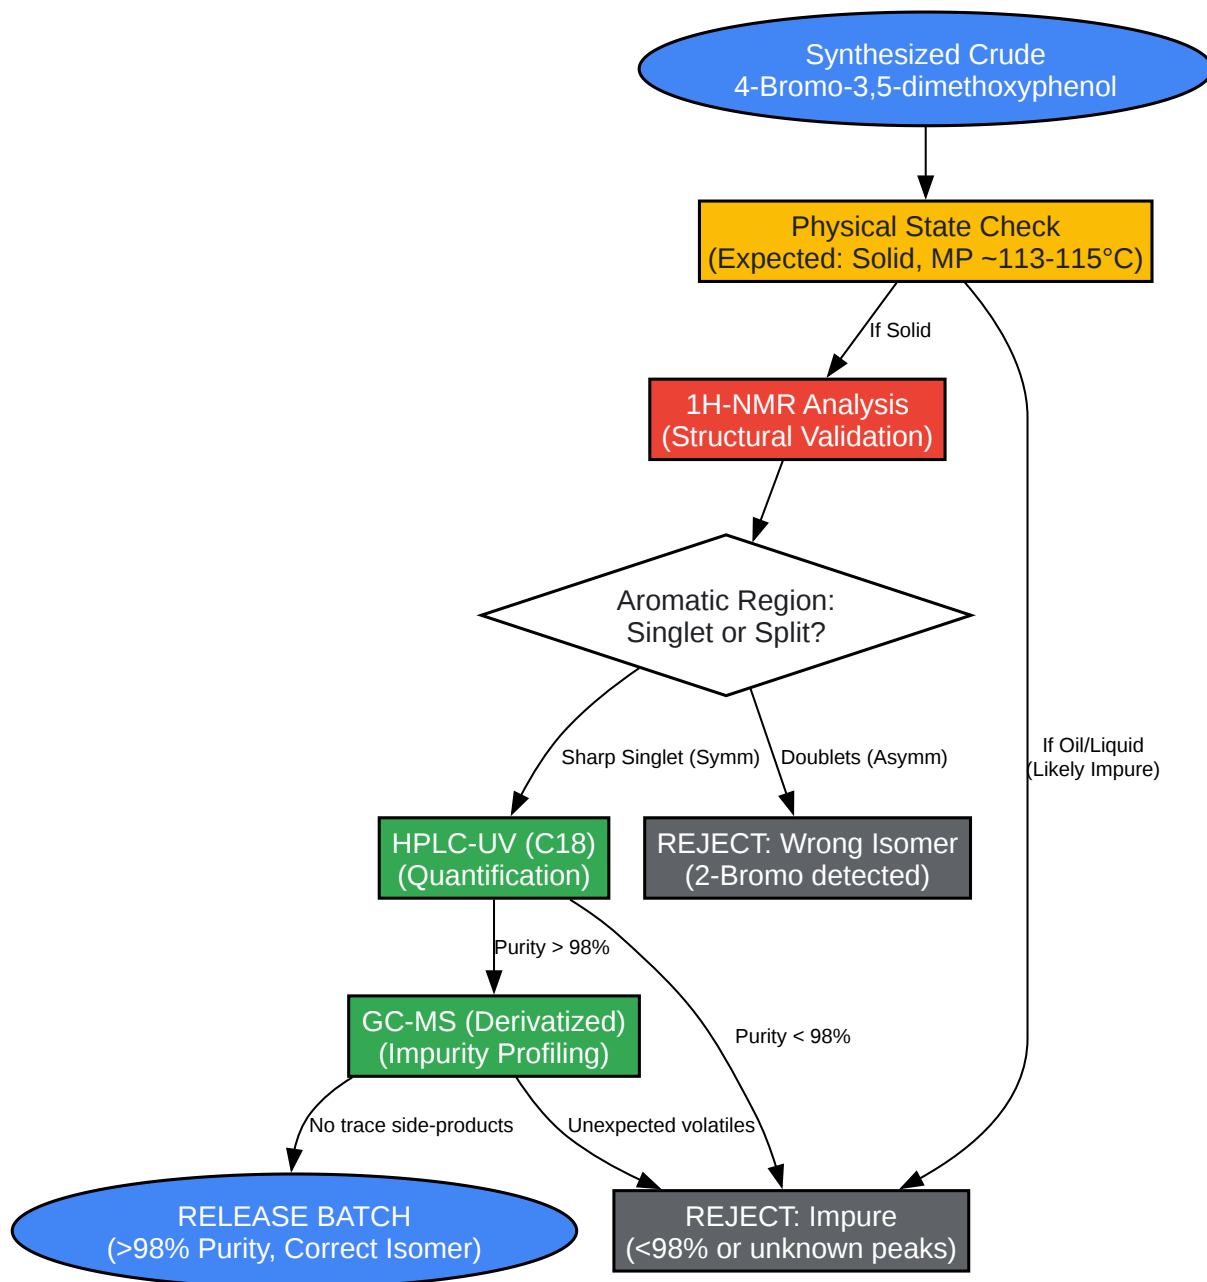 Synthesized Crude
4-Bromo-3,5-dimethoxyphenol
Physical State Check
(Expected: Solid, MP ~113-115°C)
If Solid
1H-NMR Analysis
(Structural Validation)
Aromatic Region:
Singlet or Split?
If Oil/Liquid
(Likely Impure)
Sharp Singlet (Symm)
Doublets (Asymm)
HPLC-UV (C18)
(Quantification)
REJECT: Wrong Isomer
(2-Bromo detected)
Purity > 98%
GC-MS (Derivatized)
(Impurity Profiling)
Purity < 98%
No trace side-products
Unexpected volatiles
RELEASE BATCH
(>98% Purity, Correct Isomer)
REJECT: Impure
(<98% or unknown peaks)